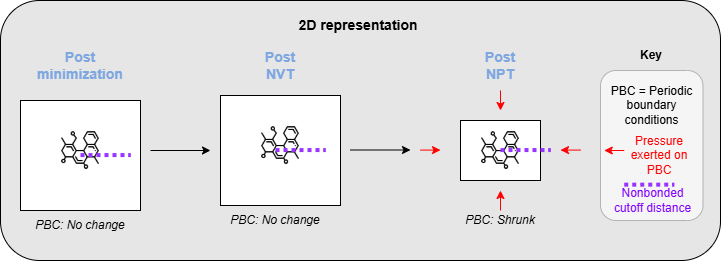 2D representation
Post
minimization
Post
NVT
Post
NPT
Key
PBC = Periodic
boundary
conditions
Pressure
exerted on
PBC
Nonbonded
cutoff distance
PBC: No change
PBC: No change
PBC: Shrunk